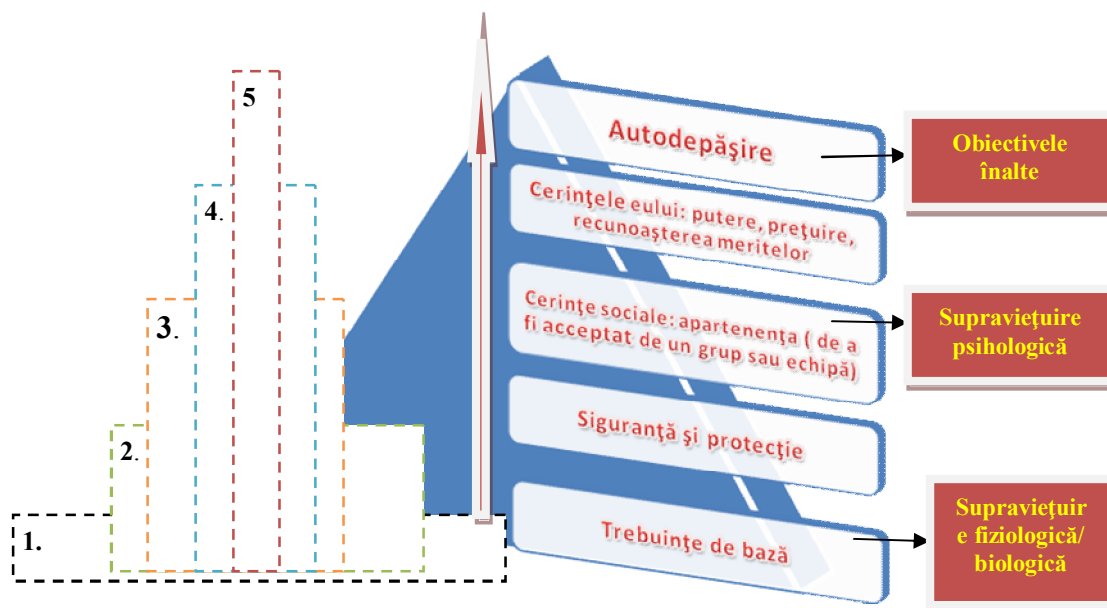 5
4.
3.
2.
1.
Autodepăşire
Cerinţele eului: putere, preţuire,
recunoaşterea meritelor
Cerinţe sociale: apartenenţa ( de a
fi acceptat de un grup sau echipă)
Siguranţă şi protecţie
Trebuinţe de bază
Obiectivele
înalte
Supravieţuire
psihologică
Supravieţuir
e fiziologică/
biologică